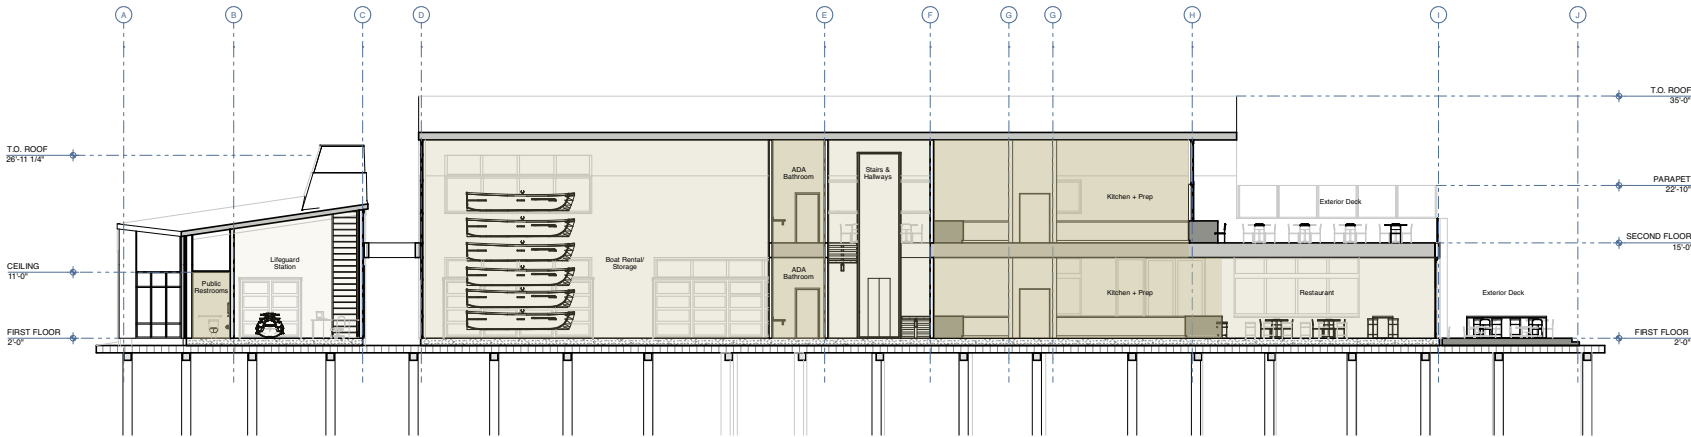 A B C D E F G G H I J
T.O. ROOF
35'-0"
T.O. ROOF
26'-11 1/4"
ADA
Bathroom
Stairs &
Hallways
PARAPET
22'-10"
Kitchen + Prep
Exterior Deck
SECOND FLOOR
15'-0"
Lifeguard
Station
Boat Rental/
Storage
CEILING
11'-0"
ADA
Bathroom
Public
Restrooms
Kitchen + Prep
Restaurant
Exterior Deck
FIRST FLOOR
2'-0"
FIRST FLOOR
2'-0"